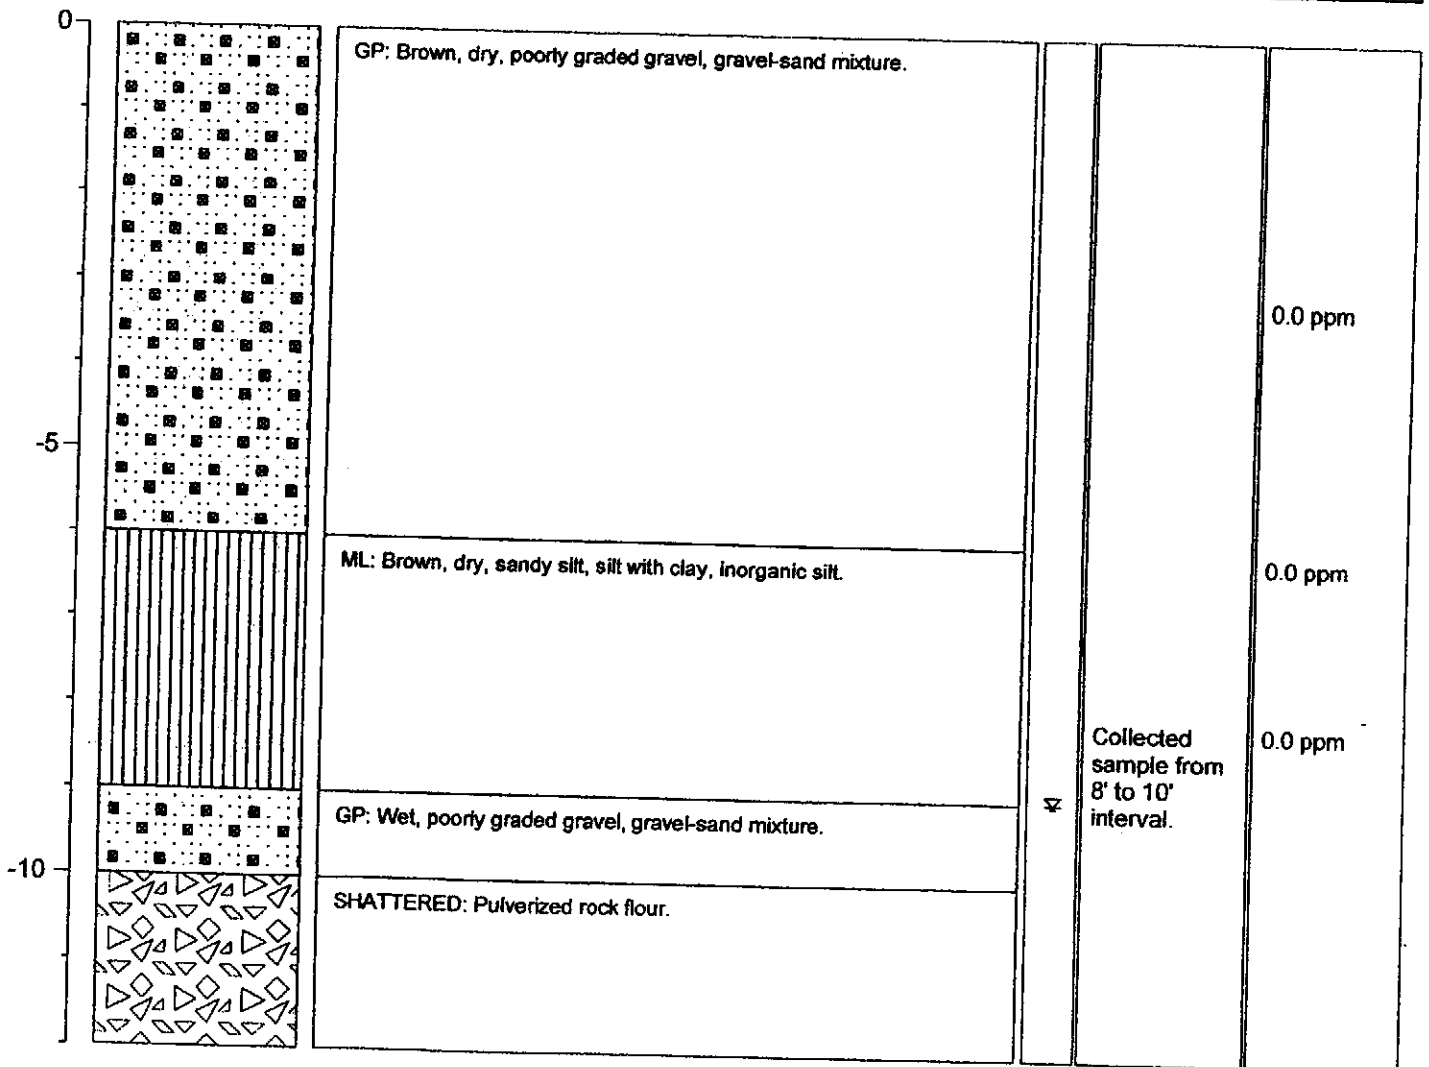 0
GP: Brown, dry, poorly graded gravel, gravel-sand mixture.
0.0 ppm
-5
ML: Brown, dry, sandy silt, silt with clay, inorganic silt.
0.0 ppm
Collected
sample from
8' to 10'
interval.
0.0 ppm
GP: Wet, poorly graded gravel, gravel-sand mixture.
-10
SHATTERED: Pulverized rock flour.